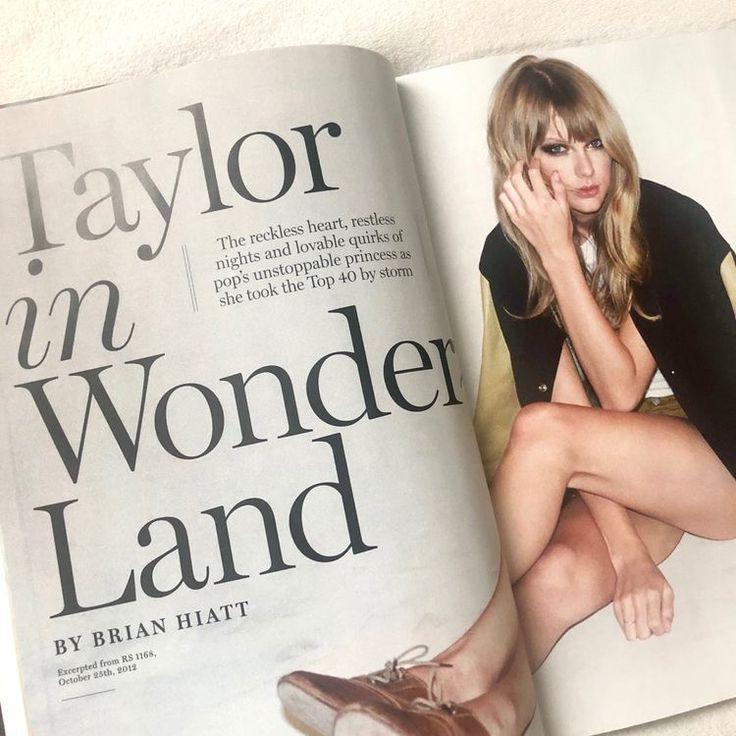 Taylor
in
Wonder
Land
The reckless heart, restless
nights and lovable quirks of
pop's unstoppable princess as
she took the Top 40 by storm
BY BRIAN HIATT
Excerpted from RS 1168,
October 25th, 2012